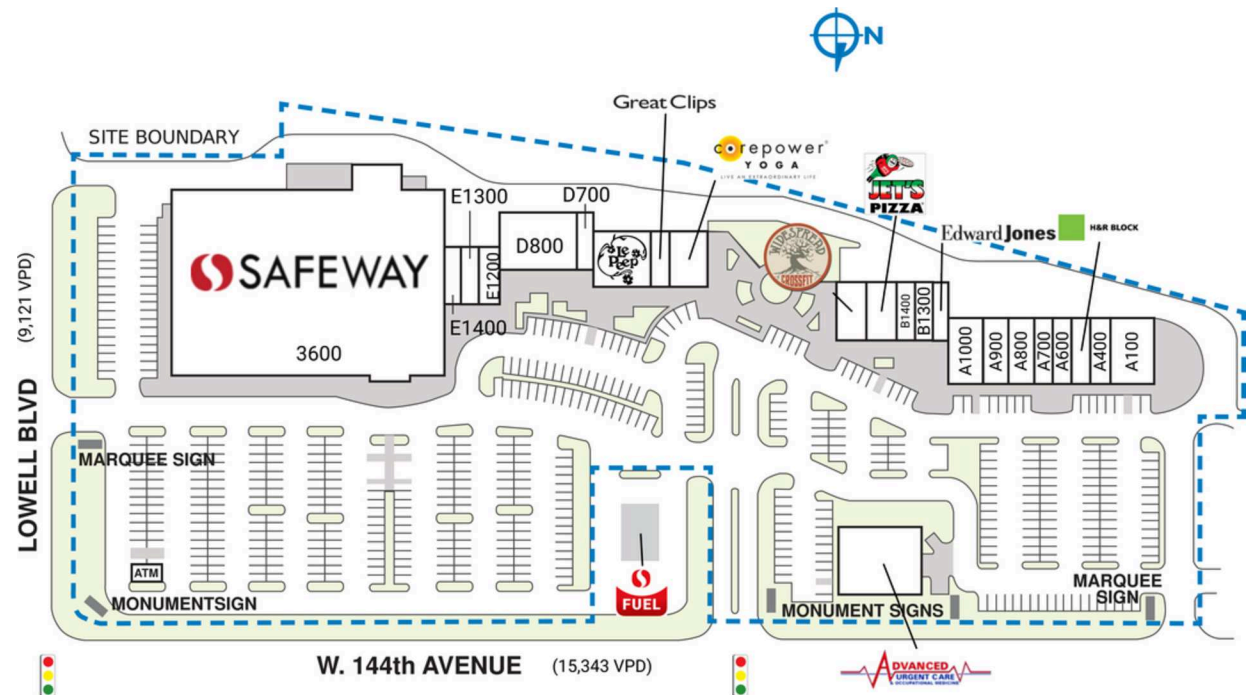 N
Great Clips
corepower
YOGA
LIVE AN EXTRAORDINARY LIFE
SITE BOUNDARY
JET'S
PIZZA
E1300
D700
D800
Le Peep
WIDESPREAD
CROSSFIT
Edward Jones
H&R BLOCK
SAFEWAY
E1200
E1400
3600
B1400
B1300
A1000
A900
A800
A700
A600
A400
A100
(9,121 VPD)
LOWELL BLVD
MARQUEE SIGN
ATM
MONUMENTSIGN
FUEL
MONUMENT SIGNS
MARQUEE
SIGN
W. 144th AVENUE (15,343 VPD)
ADVANCED
URGENT CARE
& OCCUPATIONAL MEDICINE